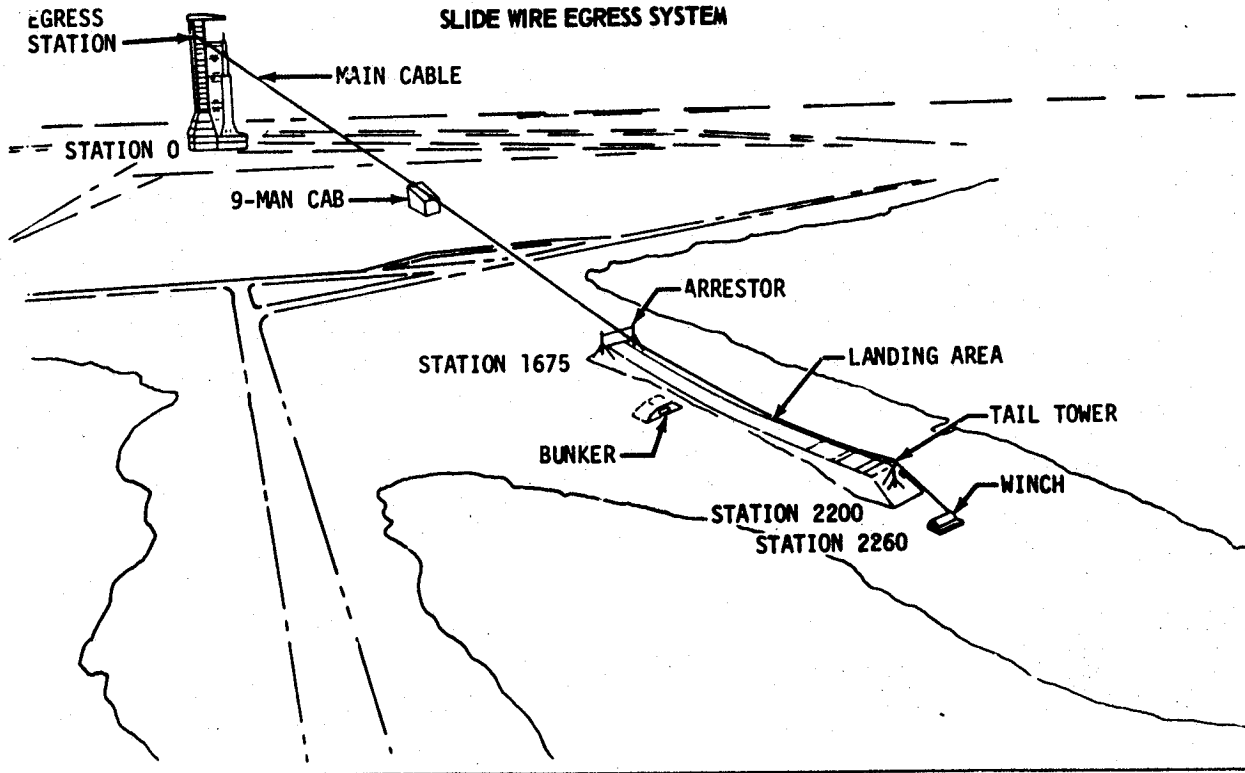 SLIDE WIRE EGRESS SYSTEM
EGRESS
STATION
MAIN CABLE
STATION 0
9-MAN CAB
ARRESTOR
STATION 1675
LANDING AREA
TAIL TOWER
BUNKER
WINCH
STATION 2200
STATION 2260